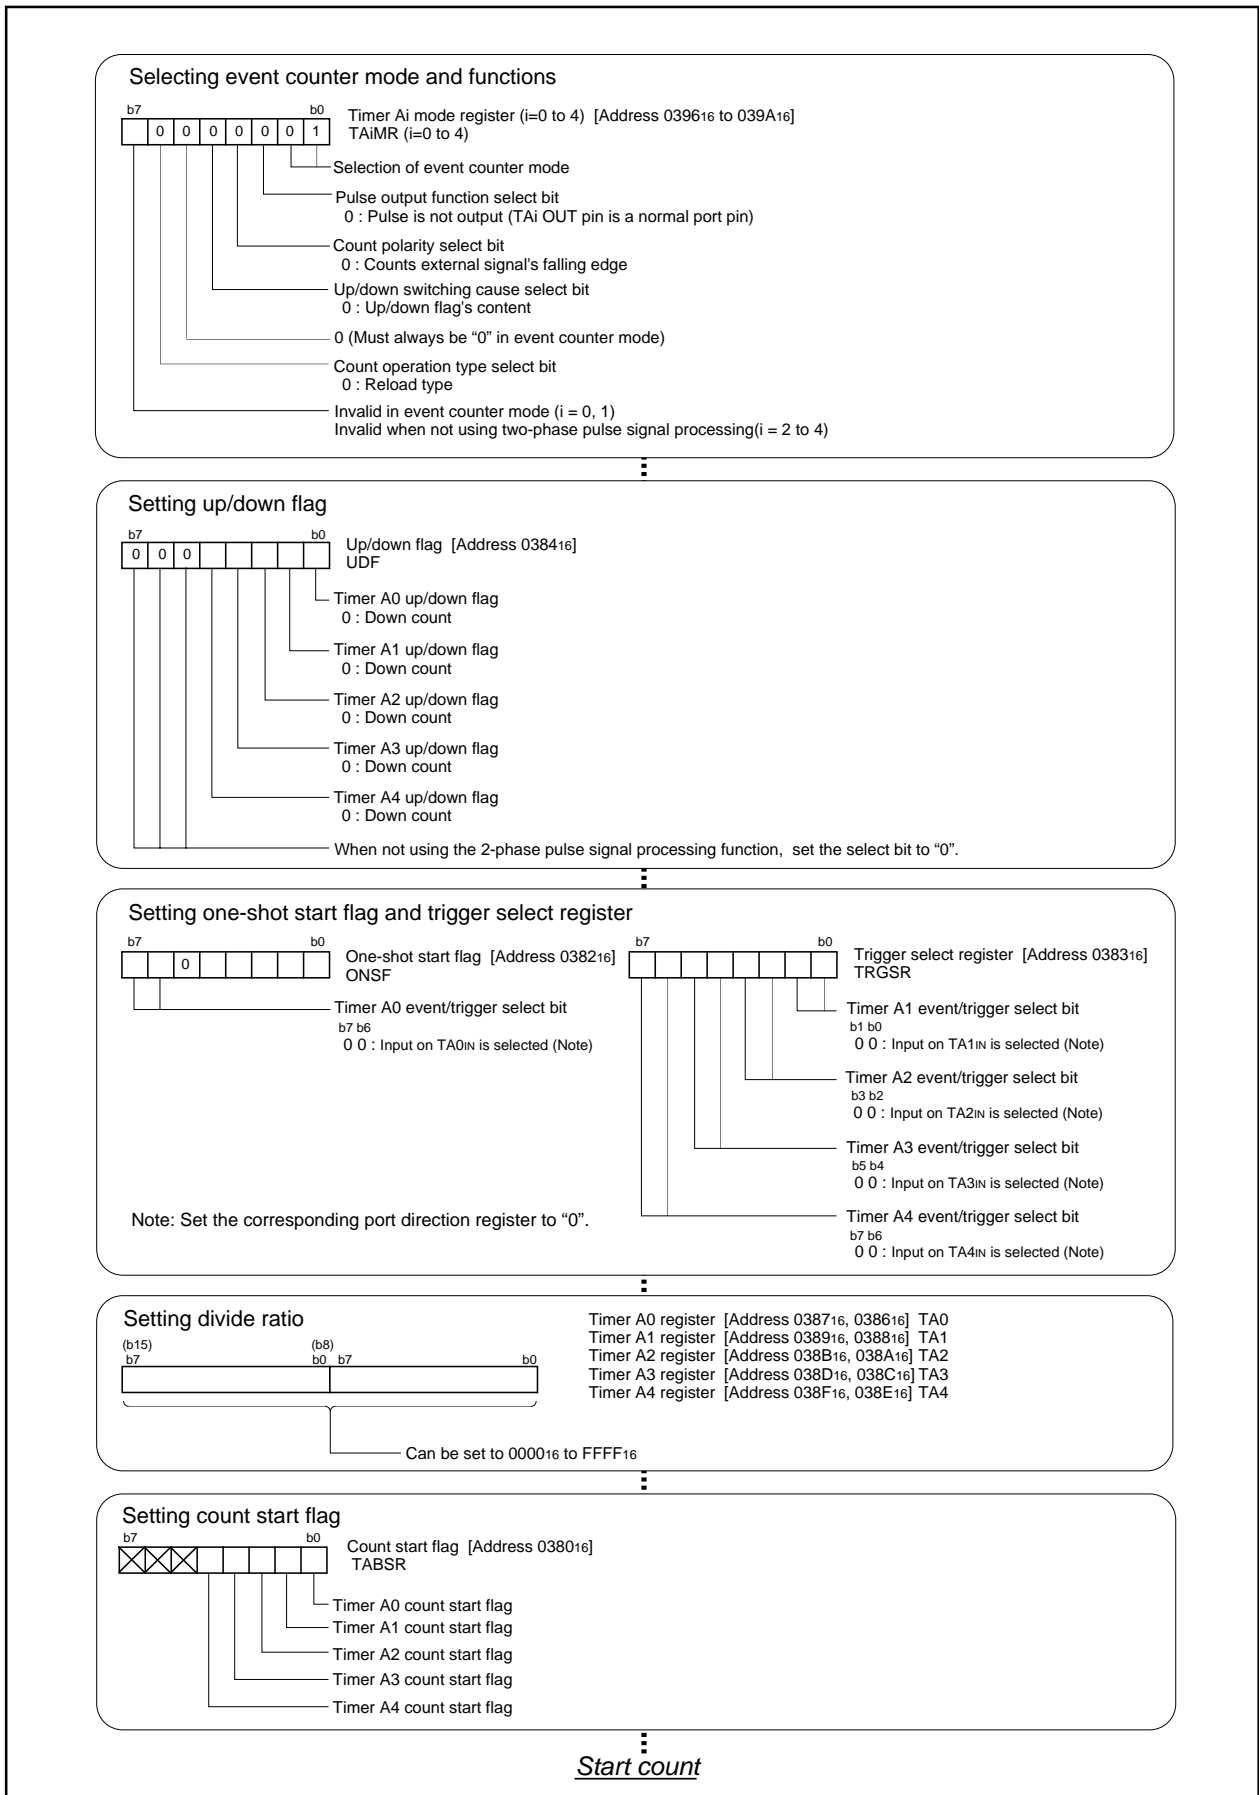 Selecting event counter mode and functions
b7 b0
0 0 0 0 0 0 1
Timer Ai mode register (i=0 to 4) [Address 039616 to 039A16]
TAiMR (i=0 to 4)
Selection of event counter mode
Pulse output function select bit
0 : Pulse is not output (TAi OUT pin is a normal port pin)
Count polarity select bit
0 : Counts external signal's falling edge
Up/down switching cause select bit
0 : Up/down flag's content
0 (Must always be “0” in event counter mode)
Count operation type select bit
0 : Reload type
Invalid in event counter mode (i = 0, 1)
Invalid when not using two-phase pulse signal processing(i = 2 to 4)
Setting up/down flag
b7 b0
0 0 0
Up/down flag [Address 038416]
UDF
Timer A0 up/down flag
0 : Down count
Timer A1 up/down flag
0 : Down count
Timer A2 up/down flag
0 : Down count
Timer A3 up/down flag
0 : Down count
Timer A4 up/down flag
0 : Down count
When not using the 2-phase pulse signal processing function, set the select bit to “0”.
Setting one-shot start flag and trigger select register
b7 b0
0
One-shot start flag [Address 038216]
ONSF
Timer A0 event/trigger select bit
b7 b6
0 0 : Input on TA0IN is selected (Note)
b7 b0
Trigger select register [Address 038316]
TRGSR
Timer A1 event/trigger select bit
b1 b0
0 0 : Input on TA1IN is selected (Note)
Timer A2 event/trigger select bit
b3 b2
0 0 : Input on TA2IN is selected (Note)
Timer A3 event/trigger select bit
b5 b4
0 0 : Input on TA3IN is selected (Note)
Timer A4 event/trigger select bit
b7 b6
0 0 : Input on TA4IN is selected (Note)
Note: Set the corresponding port direction register to “0”.
Setting divide ratio
(b15) (b8)
b7 b0 b7 b0
Timer A0 register [Address 038716, 038616] TA0
Timer A1 register [Address 038916, 038816] TA1
Timer A2 register [Address 038B16, 038A16] TA2
Timer A3 register [Address 038D16, 038C16] TA3
Timer A4 register [Address 038F16, 038E16] TA4
Can be set to 000016 to FFFF16
Setting count start flag
b7 b0
Count start flag [Address 038016]
TABSR
Timer A0 count start flag
Timer A1 count start flag
Timer A2 count start flag
Timer A3 count start flag
Timer A4 count start flag
Start count